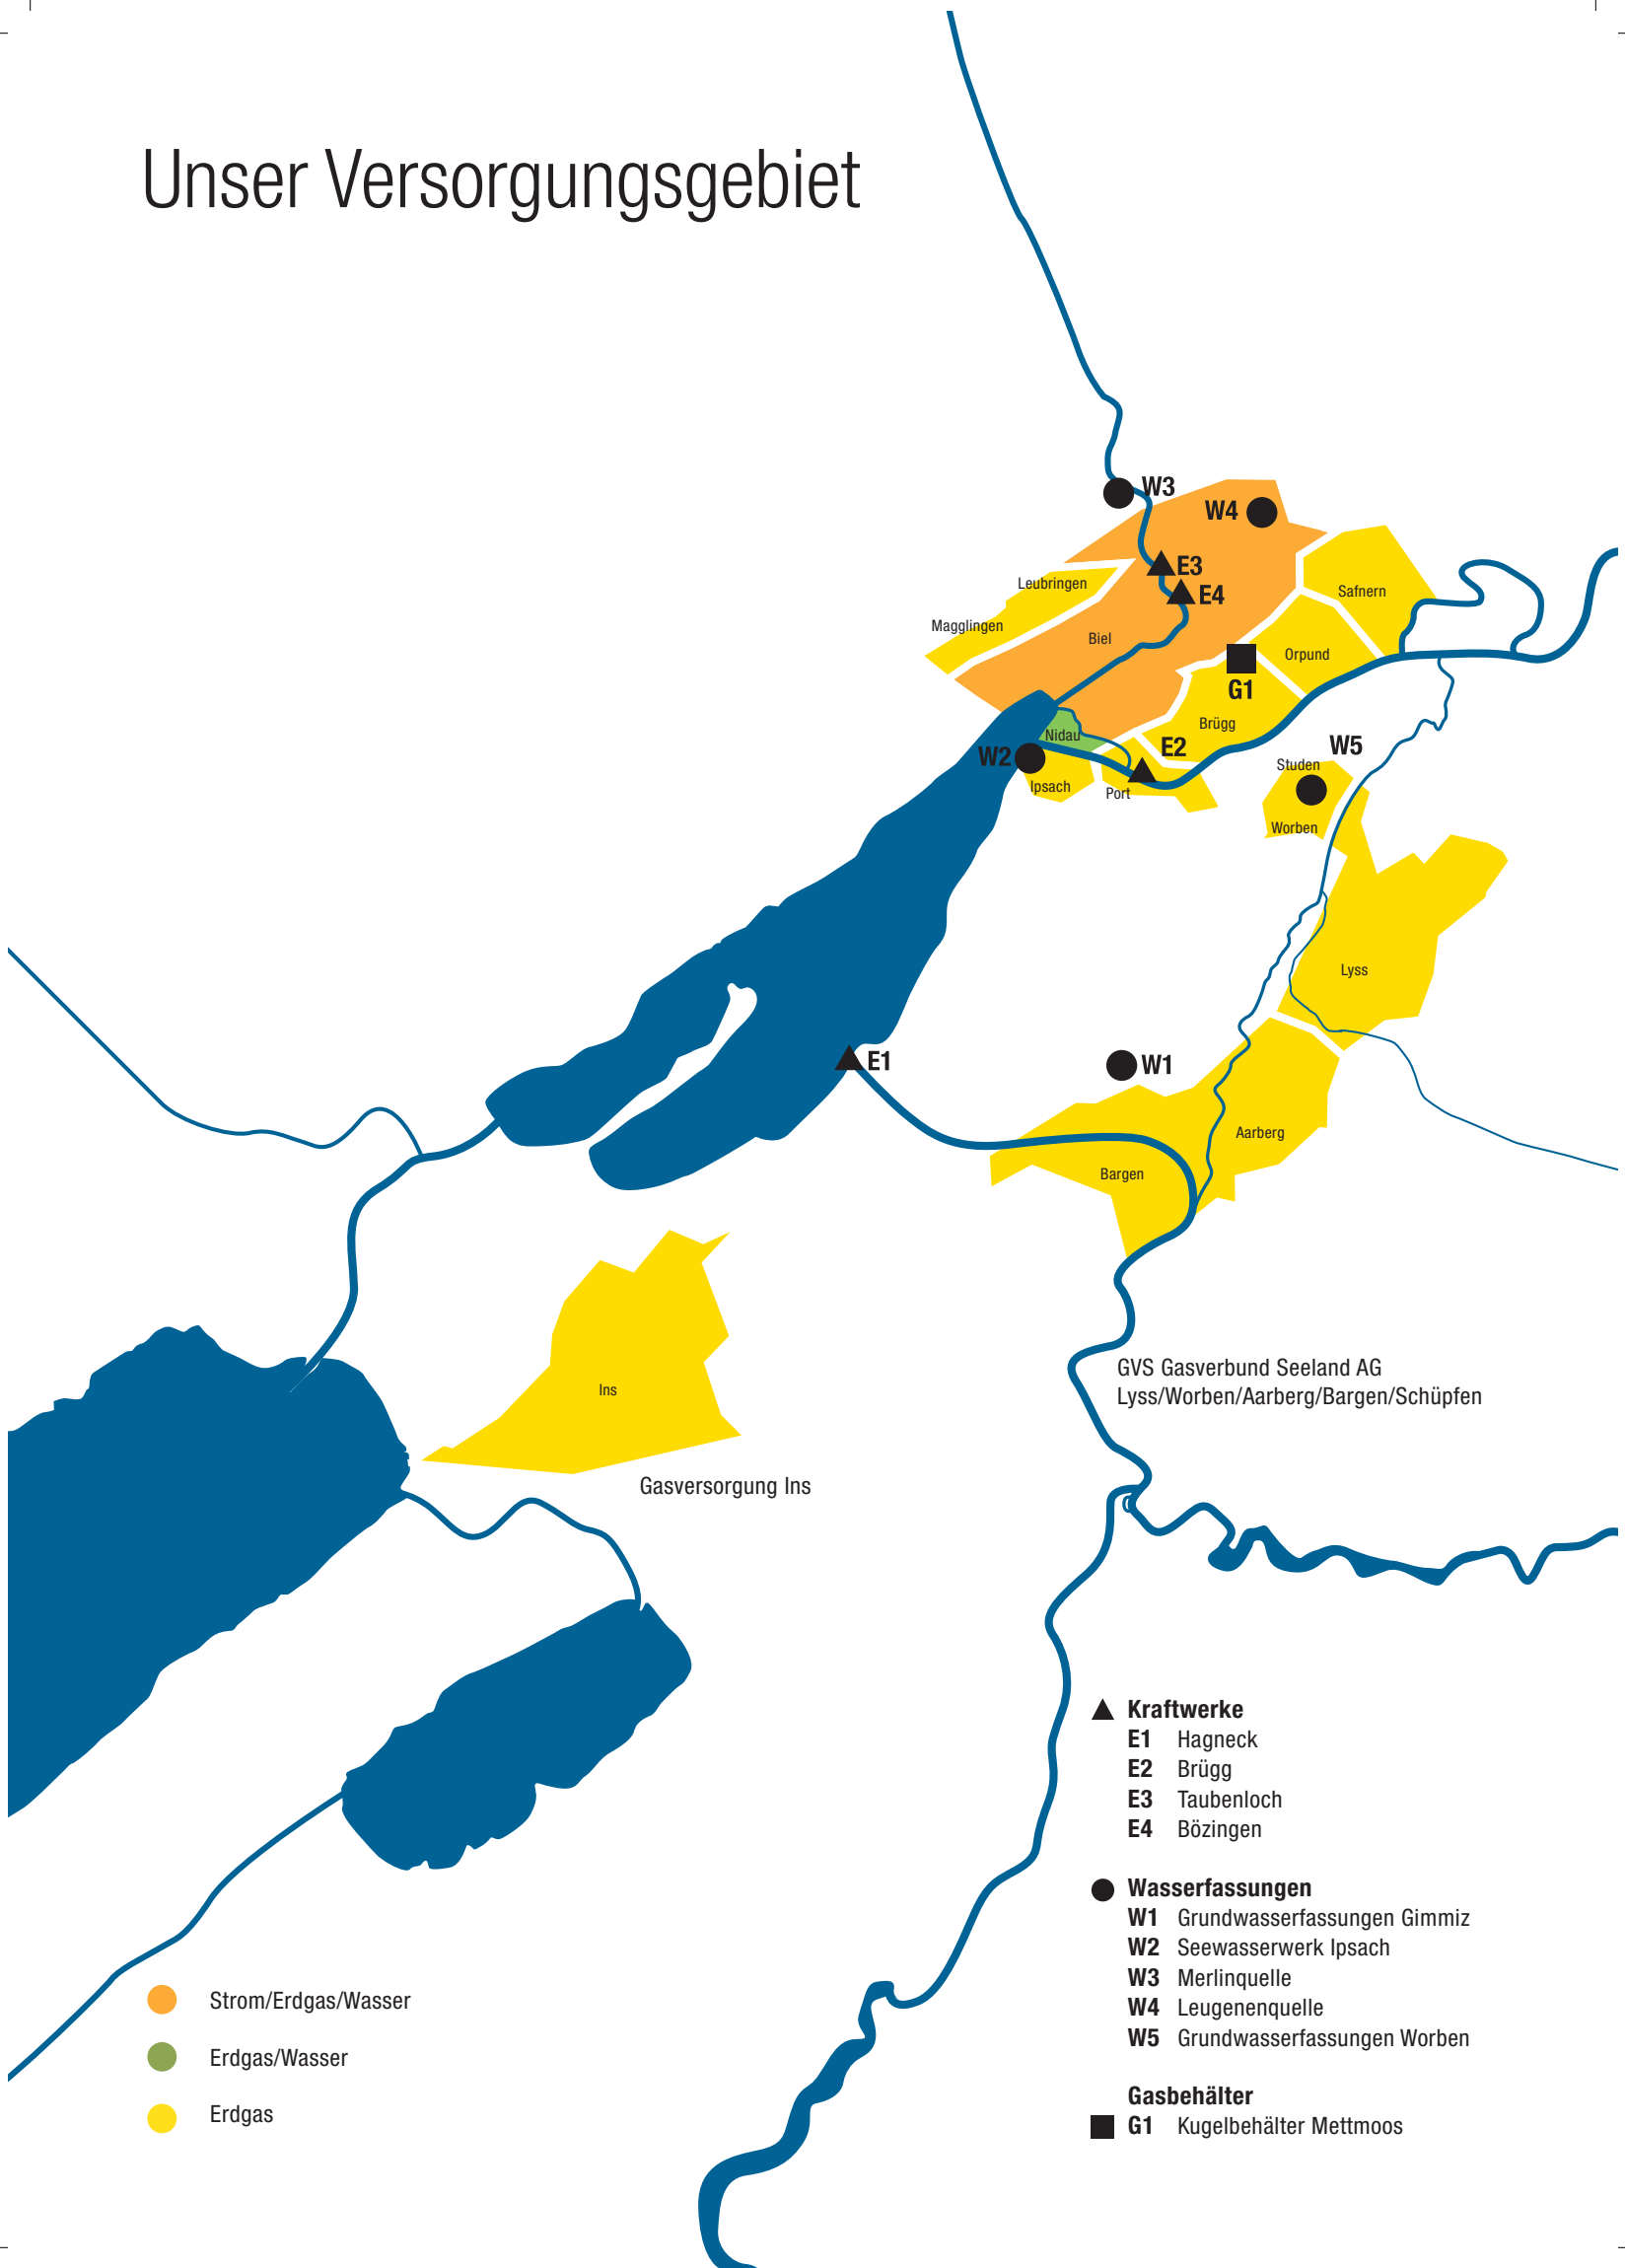 Unser Versorgungsgebiet
W3
W4
E3
Leubringen
E4
Safnern
Magglingen
Biel
Orpund
G1
Brügg
Nidau
E2
W5
W2
Studen
Ipsach
Port
Worben
Lyss
E1
W1
Aarberg
Bargen
GVS Gasverbund Seeland AG
Lyss/Worben/Aarberg/Bargen/Schüpfen
Ins
Gasversorgung Ins
Kraftwerke
E1 Hagneck
E2 Brügg
E3 Taubenloch
E4 Bözingen
Wasserfassungen
W1 Grundwasserfassungen Gimmiz
W2 Seewasserwerk Ipsach
W3 Merlinquelle
W4 Leugenenquelle
W5 Grundwasserfassungen Worben
Gasbehälter
G1 Kugelbehälter Mettmoos
Strom/Erdgas/Wasser
Erdgas/Wasser
Erdgas